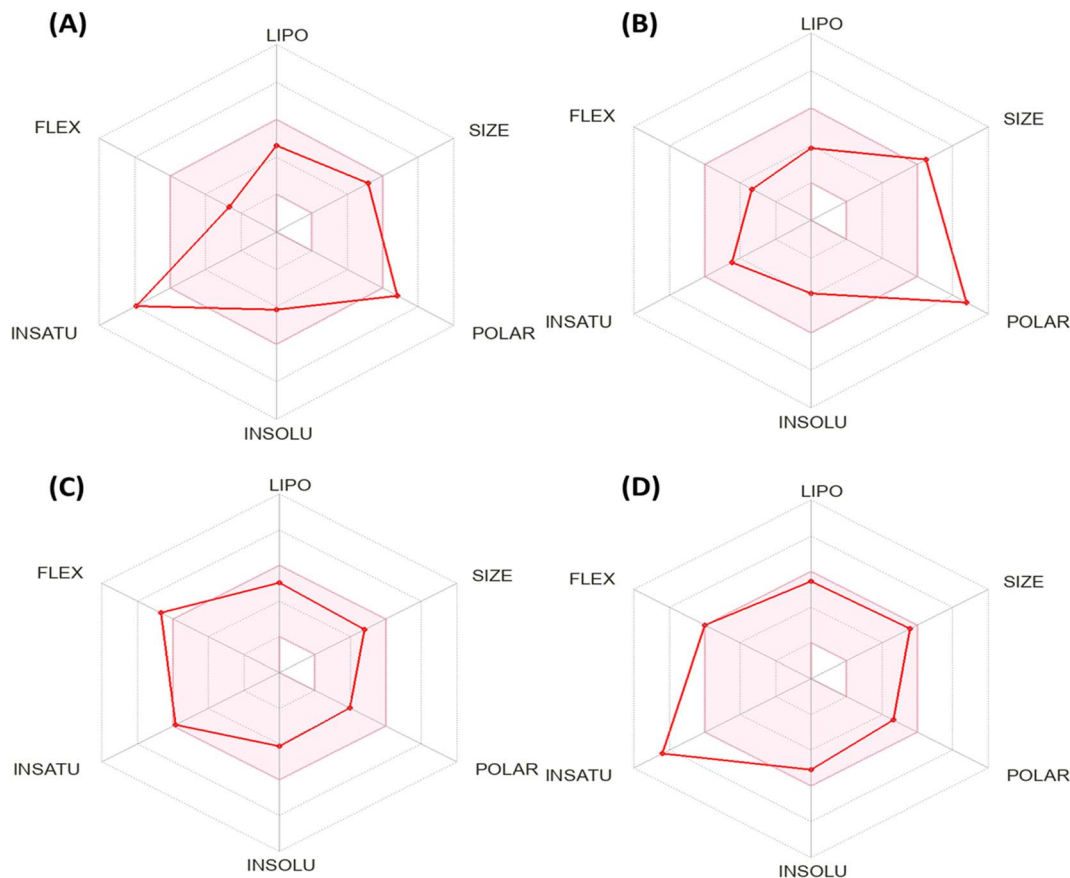 (A)
LIPO
FLEX
SIZE
INSATU
POLAR
INSOLU
(B)
LIPO
FLEX
SIZE
INSATU
POLAR
INSOLU
(C)
LIPO
FLEX
SIZE
INSATU
POLAR
INSOLU
(D)
LIPO
FLEX
SIZE
INSATU
POLAR
INSOLU